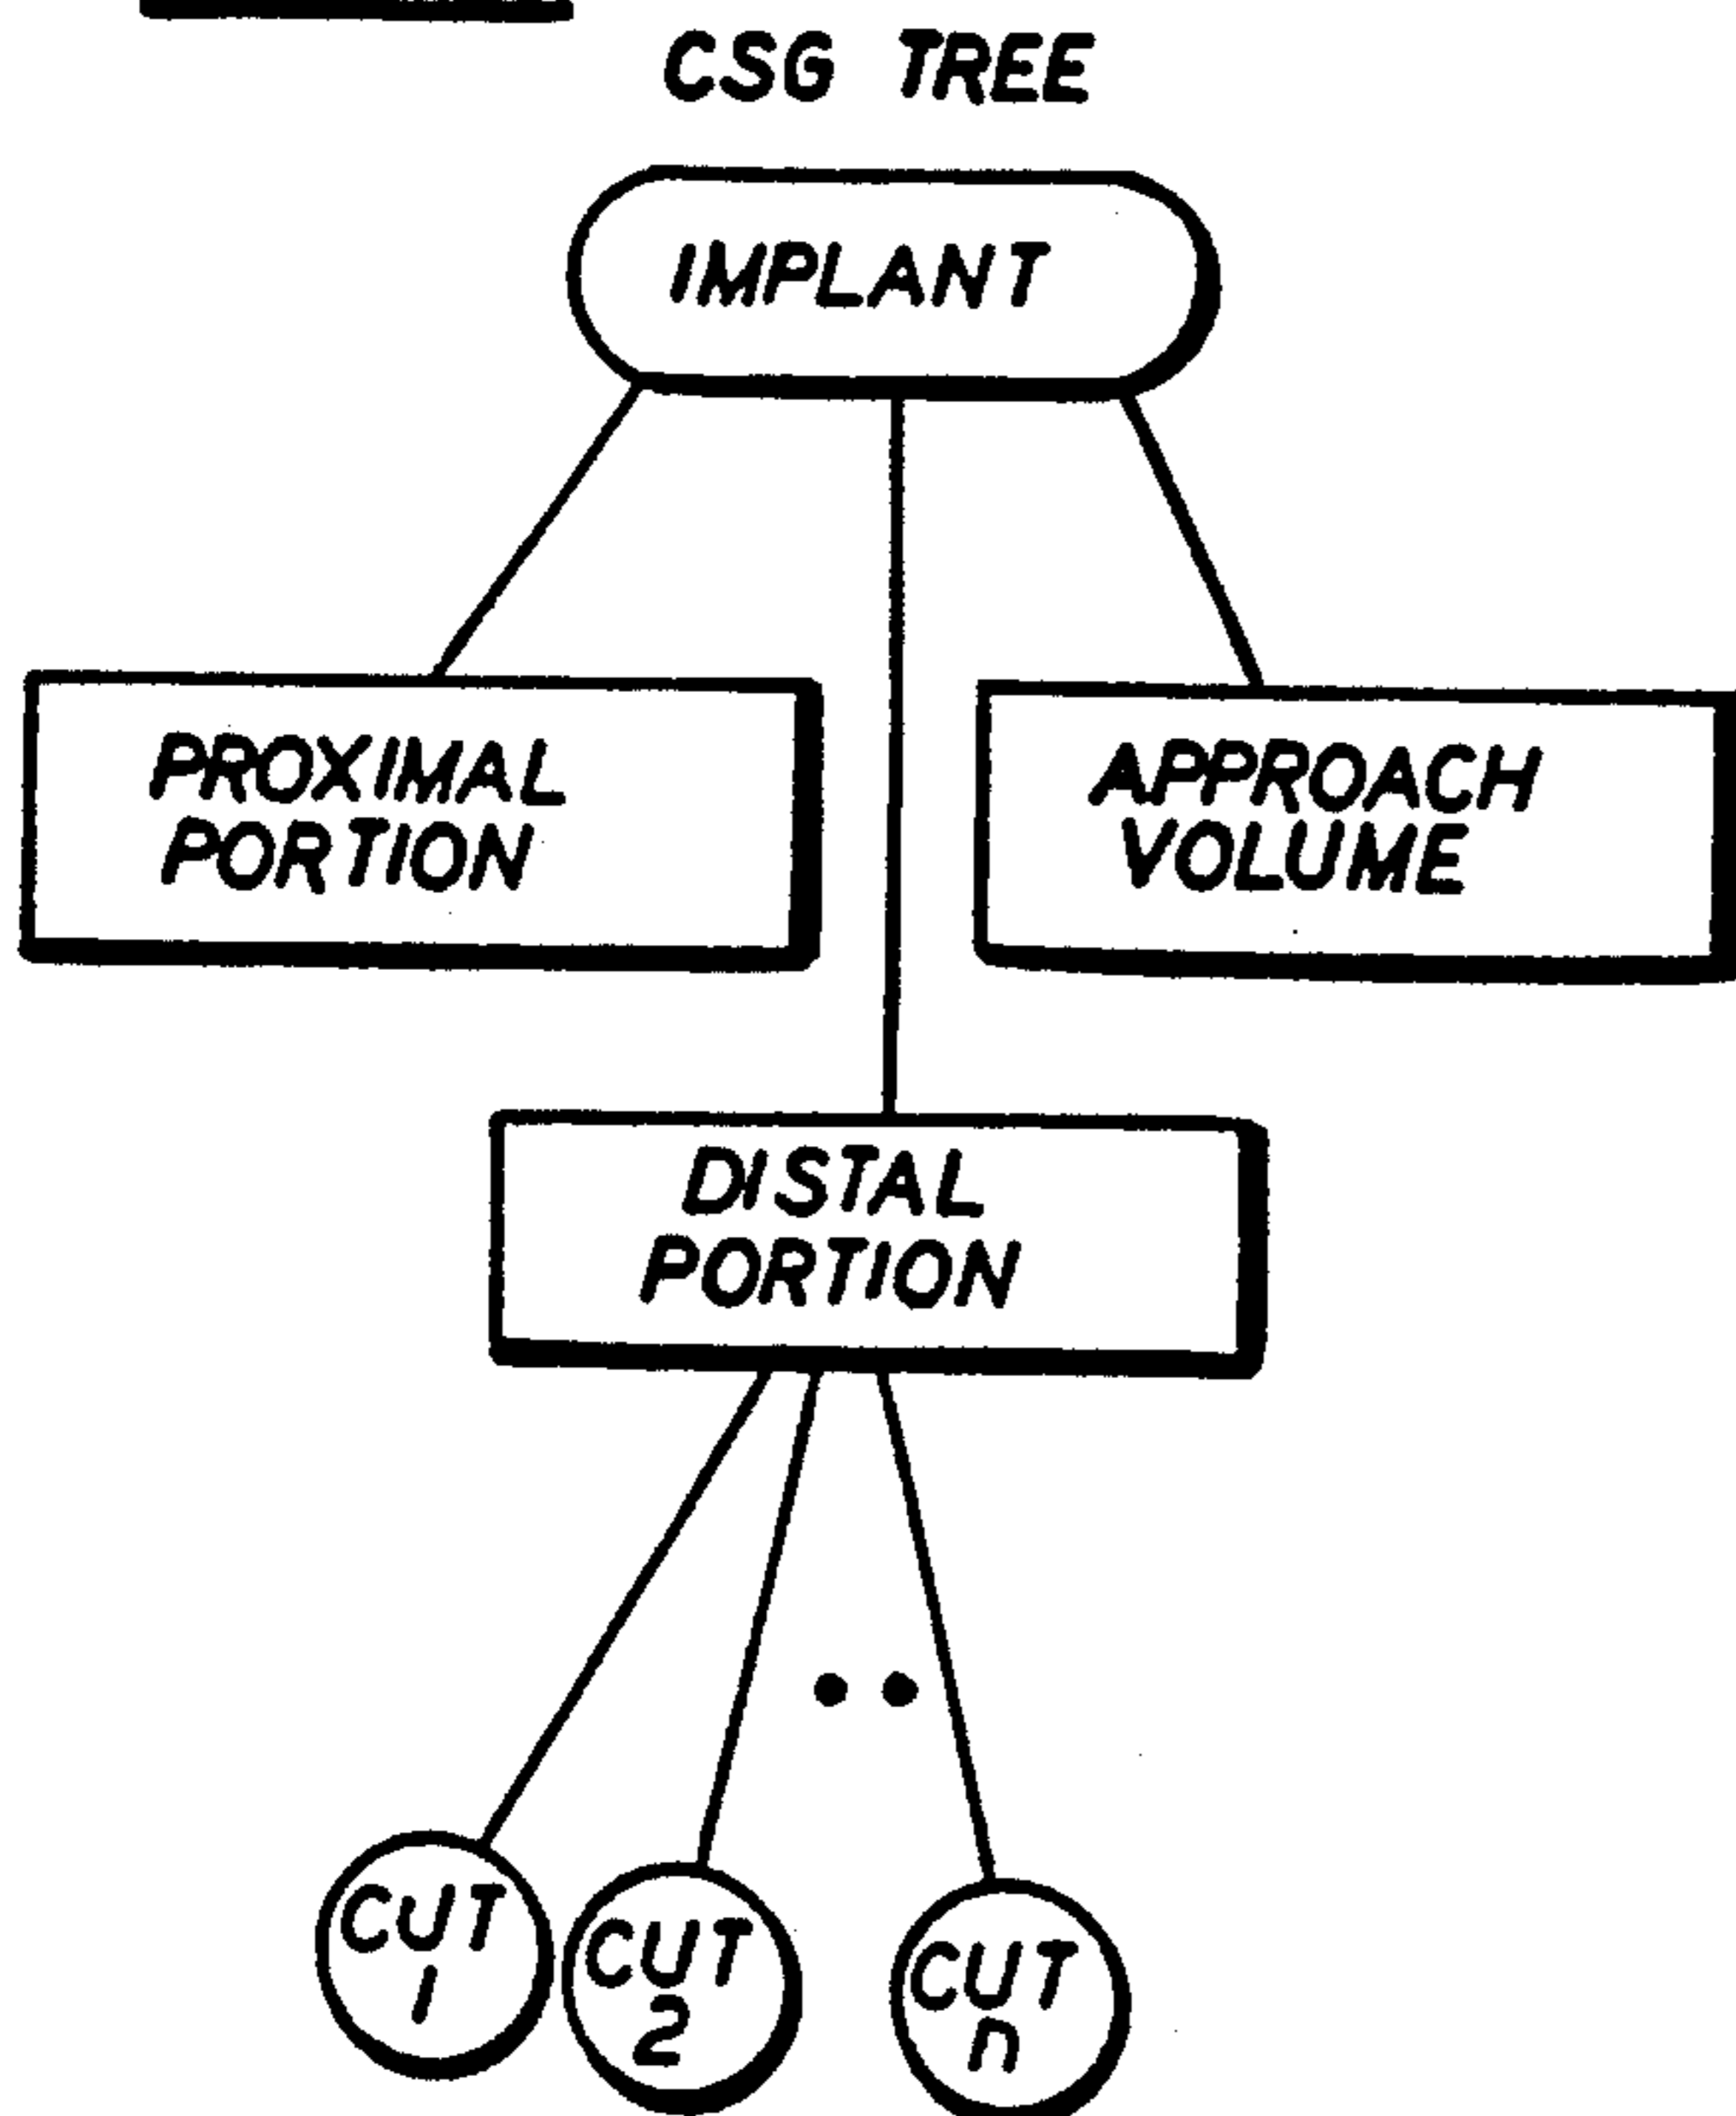 CSG TREE
IMPLANT
PROXIMAL
PORTION
APPROACH
VOLUME
DISTAL
PORTION
CUT
1
CUT
2
CUT
n